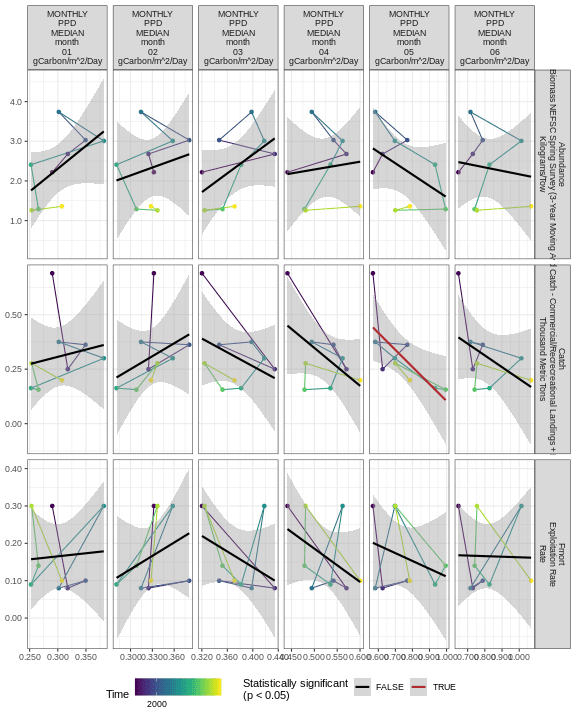 MONTHLY
PPD
MEDIAN
month
01
gCarbon/m^2/Day
MONTHLY
PPD
MEDIAN
month
02
gCarbon/m^2/Day
MONTHLY
PPD
MEDIAN
month
03
gCarbon/m^2/Day
MONTHLY
PPD
MEDIAN
month
04
gCarbon/m^2/Day
MONTHLY
PPD
MEDIAN
month
05
gCarbon/m^2/Day
MONTHLY
PPD
MEDIAN
month
06
gCarbon/m^2/Day
4.0
3.0
2.0
1.0
Abundance
Biomass NEFSC Spring Survey (3-Year Moving
Kilograms/Tow
0.50
0.25
0.00
Catch
Catch - Commercial/Recreational Landings +
Thousand Metric Tons
0.40
0.30
0.20
0.10
0.00
Fmort
Exploitation Rate
Rate
0.250 0.300 0.350
0.300 0.330 0.360
0.320 0.360 0.400 0.440
0.450 0.500 0.550 0.600
0.600 0.700 0.800 0.900 1.000
0.700 0.800 0.900 1.000
Time
2000
Statistically significant
(p < 0.05)
FALSE
TRUE